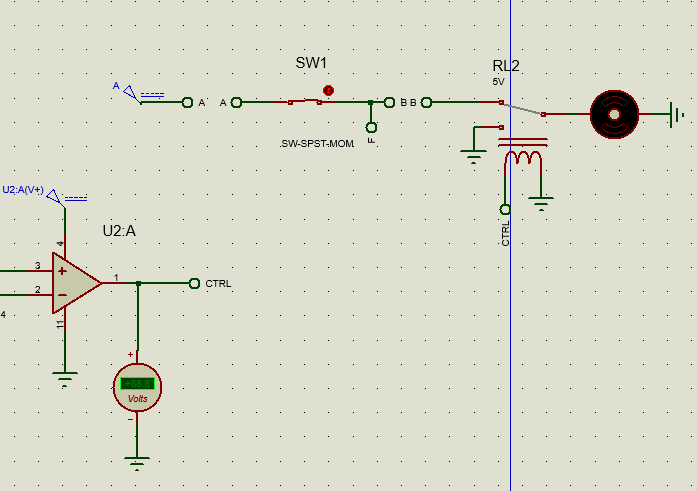 SW1
RL2
5V
A
A
A
B B
SW-SPST-MOM
F
U2:A(V+)
U2:A
CTRL
4
3
1
2
CTRL
11
4
+88.8
Volts